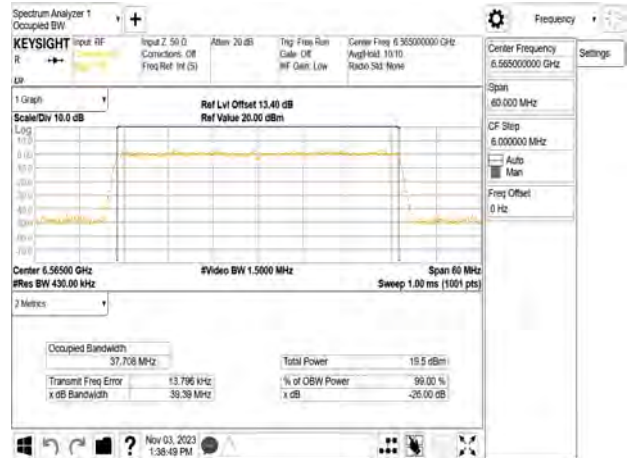 Spectrum Analyzer 1
Occupied BW
Frequency
KEYSIGHT
Input: RF
Input Z: 50 Ω
Corrections: Off
Freq Ref: Int (S)
Atten: 20 dB
Trig: Free Run
Gate: Off
#IF Gain: Low
Center Freq: 6.565000000 GHz
Avg|Hold: 10/10
Radio Std: None
R
Center Frequency
6.565000000 GHz
Settings
Span
60.000 MHz
CF Step
6.000000 MHz
Auto
Man
Freq Offset
0 Hz
1 Graph
Scale/Div 10.0 dB
Ref Lvl Offset 13.40 dB
Ref Value 20.00 dBm
Log
10.0
0.00
Center 6.56500 GHz
#Res BW 430.00 kHz
#Video BW 1.5000 MHz
Span 60 MHz
Sweep 1.00 ms (1001 pts)
2 Metrics
Occupied Bandwidth
37.708 MHz
Total Power 19.5 dBm
Transmit Freq Error 13.796 kHz
% of OBW Power 99.00 %
x dB Bandwidth 39.39 MHz
x dB -26.00 dB
?
Nov 03, 2023
1:38:49 PM